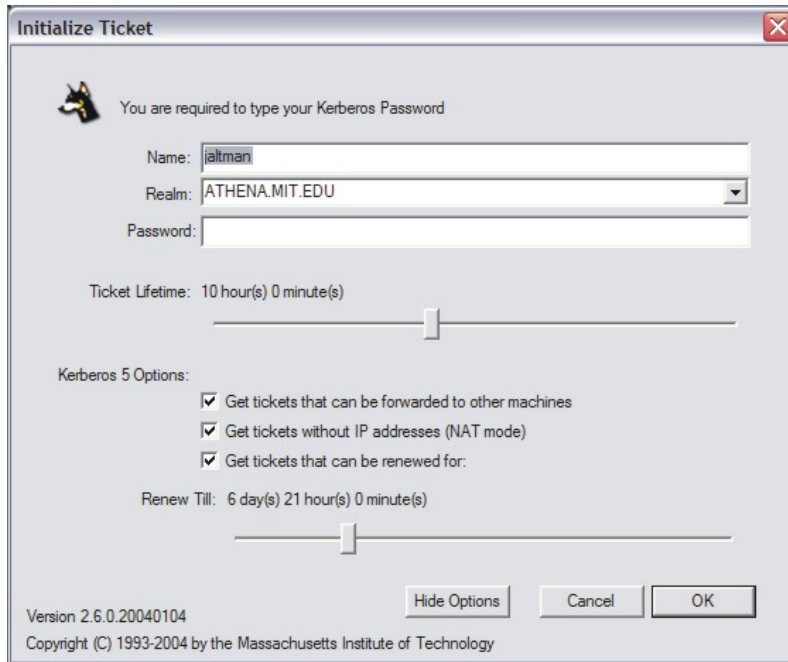 Initialize Ticket
You are required to type your Kerberos Password
Name: jaltman
Realm: ATHENA.MIT.EDU
Password:
Ticket Lifetime: 10 hour(s) 0 minute(s)
Kerberos 5 Options:
Get tickets that can be forwarded to other machines
Get tickets without IP addresses (NAT mode)
Get tickets that can be renewed for:
Renew Till: 6 day(s) 21 hour(s) 0 minute(s)
Hide Options Cancel OK
Version 2.6.0.20040104
Copyright (C) 1993-2004 by the Massachusetts Institute of Technology